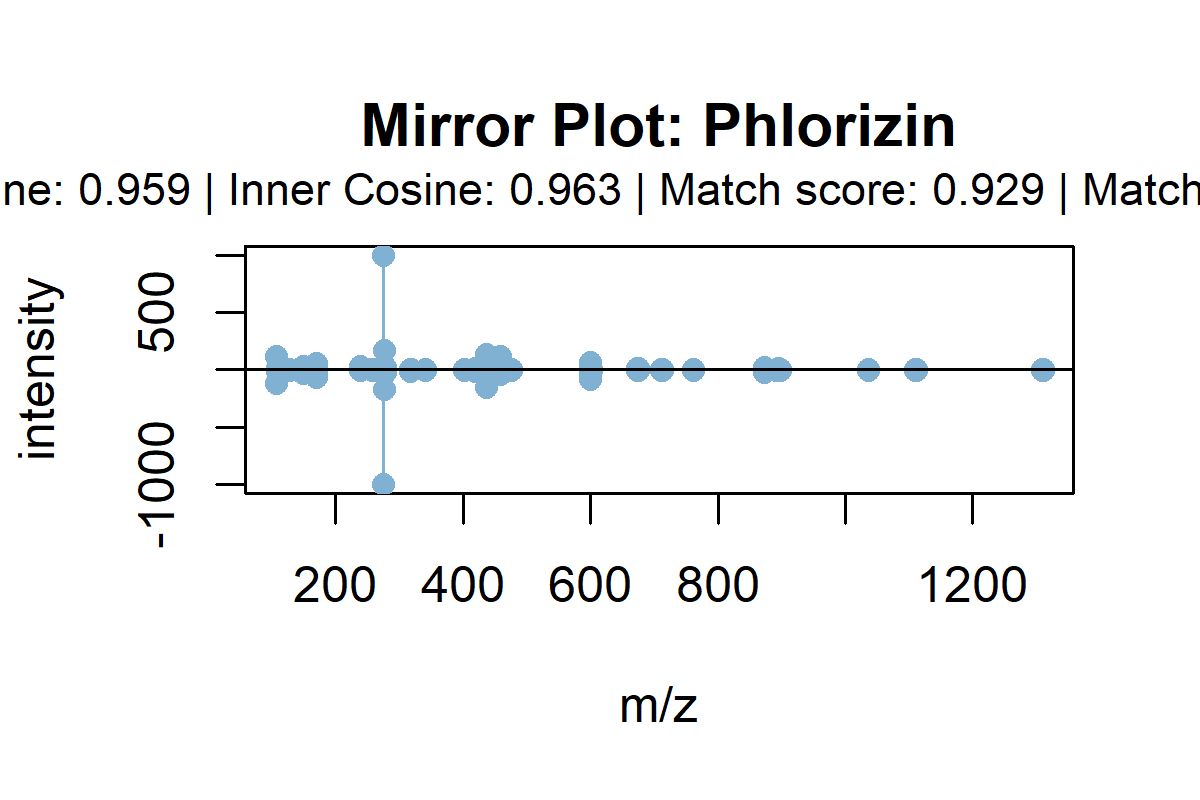 Mirror Plot: Phlorizin
ne: 0.959 | Inner Cosine: 0.963 | Match score: 0.929 | Match
intensity
500
-1000
200 400 600 800 1200
m/z